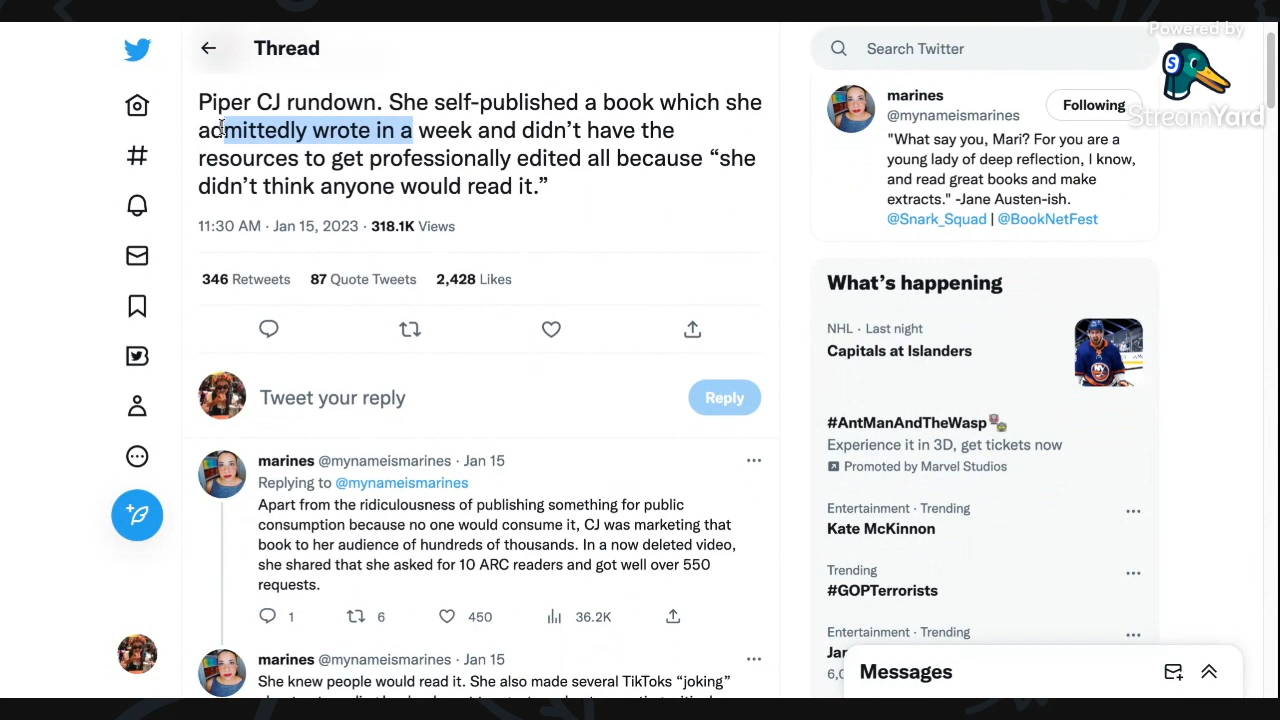 Powered by
StreamYard
Thread
Search Twitter
Piper CJ rundown. She self-published a book which she
admittedly wrote in a week and didn’t have the
resources to get professionally edited all because “she
didn’t think anyone would read it.”
11:30 AM · Jan 15, 2023 · 318.1K Views
346 Retweets 87 Quote Tweets 2,428 Likes
Tweet your reply
Reply
marines @mynameismarines · Jan 15
Replying to @mynameismarines
Apart from the ridiculousness of publishing something for public
consumption because no one would consume it, CJ was marketing that
book to her audience of hundreds of thousands. In a now deleted video,
she shared that she asked for 10 ARC readers and got well over 550
requests.
1 6 450 36.2K
marines @mynameismarines · Jan 15
She knew people would read it. She also made several TikToks “joking”
marines
@mynameismarines
Following
"What say you, Mari? For you are a
young lady of deep reflection, I know,
and read great books and make
extracts." -Jane Austen-ish.
@Snark_Squad | @BookNetFest
What’s happening
NHL · Last night
Capitals at Islanders
#AntManAndTheWasp
Experience it in 3D, get tickets now
Promoted by Marvel Studios
Entertainment · Trending
Kate McKinnon
Trending
#GOPTerrorists
Entertainment · Trending
Messages